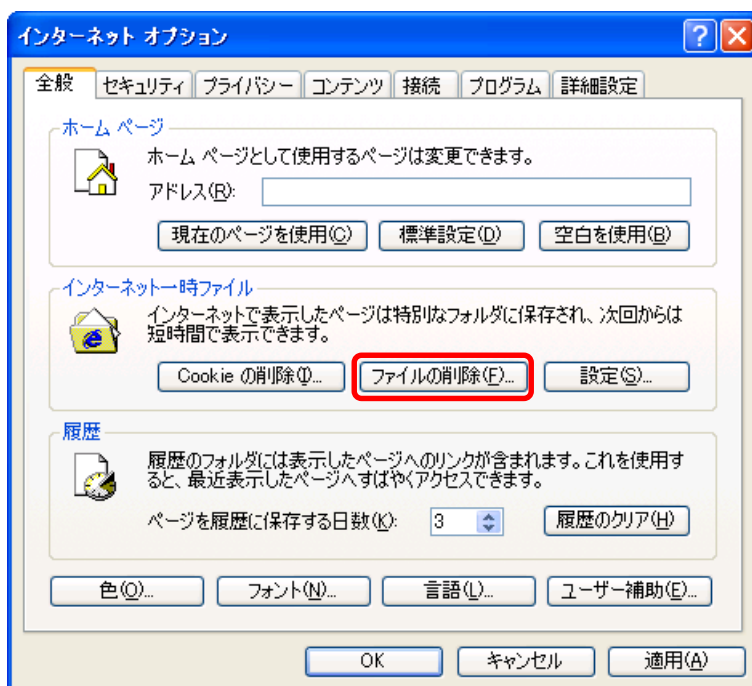 インターネット オプション
全般 セキュリティ プライバシー コンテンツ 接続 プログラム 詳細設定
ホーム ページ
ホーム ページとして使用するページは変更できます。
アドレス(R):
現在のページを使用(C) 標準設定(D) 空白を使用(B)
インターネット一時ファイル
インターネットで表示したページは特別なフォルダに保存され、次回からは
短時間で表示できます。
Cookie の削除(I)... ファイルの削除(F)... 設定(S)...
履歴
履歴のフォルダには表示したページへのリンクが含まれます。これを使用す
ると、最近表示したページへすばやくアクセスできます。
ページを履歴に保存する日数(K): 3 履歴のクリア(H)
色(O)... フォント(N)... 言語(L)... ユーザー補助(E)...
OK キャンセル 適用(A)